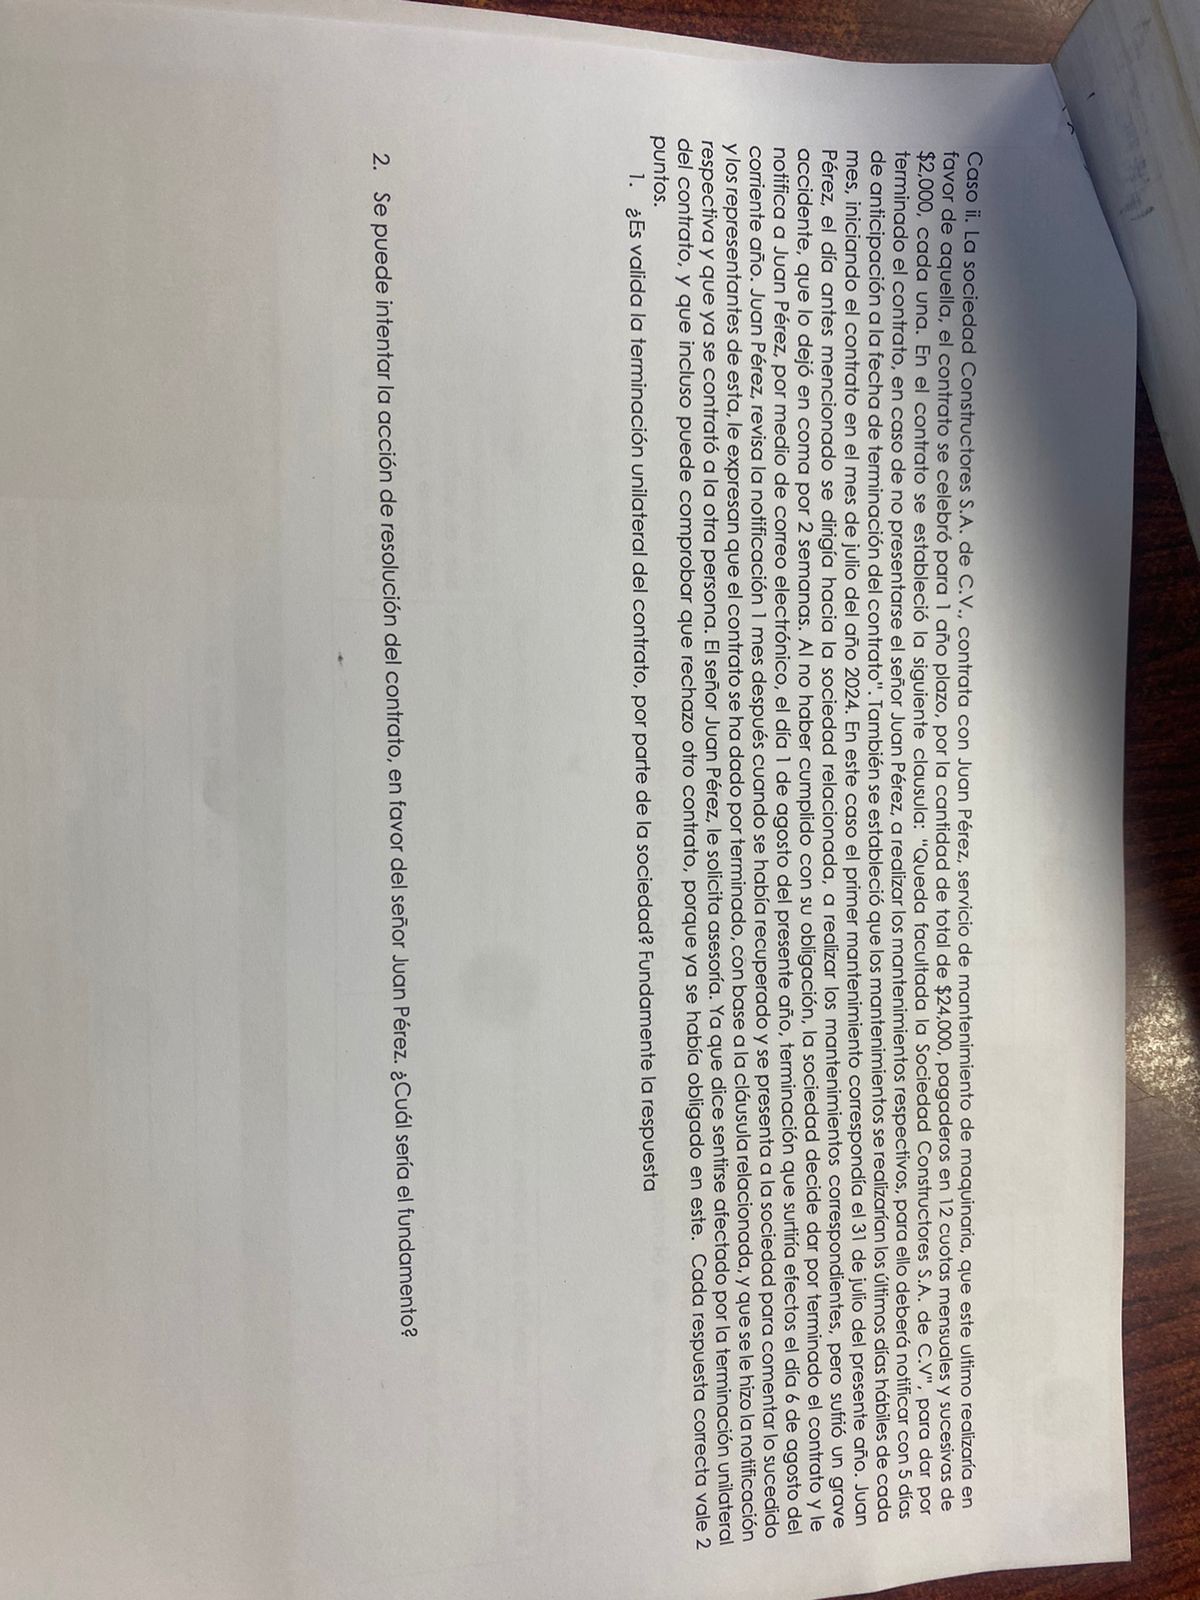 Caso ii. La sociedad Constructores S.A. de C.V., contrata con Juan Pérez, servicio de mantenimiento de maquinaria, que este ultimo realizaría en
favor de aquella, el contrato se celebró para 1 año plazo, por la cantidad de total de $24,000, pagaderos en 12 cuotas mensuales y sucesivas de
$2,000, cada una. En el contrato se estableció la siguiente clausula: "Queda facultada la Sociedad Constructores S.A. de C.V", para dar por
terminado el contrato, en caso de no presentarse el señor Juan Pérez, a realizar los mantenimientos respectivos, para ello deberá notificar con 5 días
de anticipación a la fecha de terminación del contrato". También se estableció que los mantenimientos se realizarían los últimos días hábiles de cada
mes, iniciando el contrato en el mes de julio del año 2024. En este caso el primer mantenimiento correspondía el 31 de julio del presente año. Juan
Pérez, el día antes mencionado se dirigía hacia la sociedad relacionada, a realizar los mantenimientos correspondientes, pero sufrió un grave
accidente, que lo dejó en coma por 2 semanas. Al no haber cumplido con su obligación, la sociedad decide dar por terminado el contrato y le
notifica a Juan Pérez, por medio de correo electrónico, el día 1 de agosto del presente año, terminación que surtiría efectos el día 6 de agosto del
corriente año. Juan Pérez, revisa la notificación 1 mes después cuando se había recuperado y se presenta a la sociedad para comentar lo sucedido
y los representantes de esta, le expresan que el contrato se ha dado por terminado, con base a la cláusula relacionada, y que se le hizo la notificación
respectiva y que ya se contrató a la otra persona. El señor Juan Pérez, le solicita asesoría. Ya que dice sentirse afectado por la terminación unilateral
del contrato, y que incluso puede comprobar que rechazo otro contrato, porque ya se había obligado en este. Cada respuesta correcta vale 2
puntos.
1. ¿Es valida la terminación unilateral del contrato, por parte de la sociedad? Fundamente la respuesta
2. Se puede intentar la acción de resolución del contrato, en favor del señor Juan Pérez. ¿Cuál sería el fundamento?